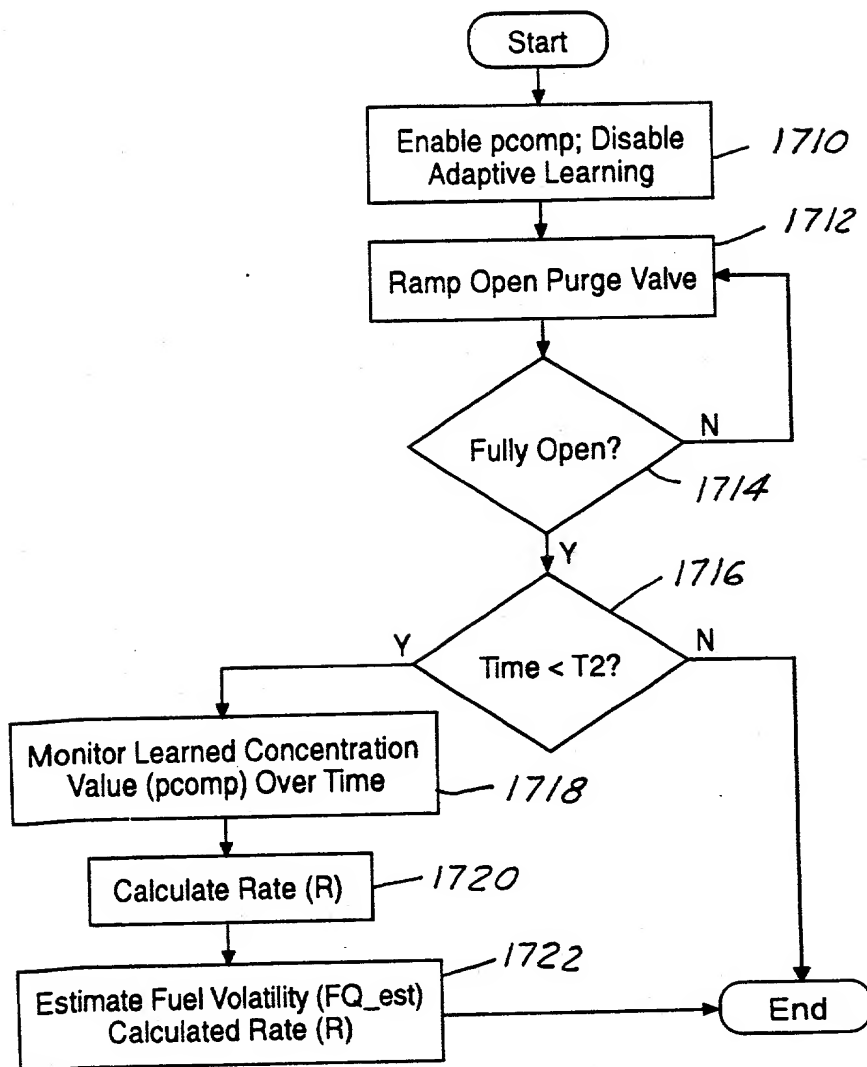 Start
Enable pcomp; Disable
Adaptive Learning
1710
1712
Ramp Open Purge Valve
Fully Open?
N
1714
Y
1716
Y
N
Time < T2?
Monitor Learned Concentration
Value (pcomp) Over Time
1718
Calculate Rate (R)
1720
1722
Estimate Fuel Volatility (FQ_est)
Calculated Rate (R)
End